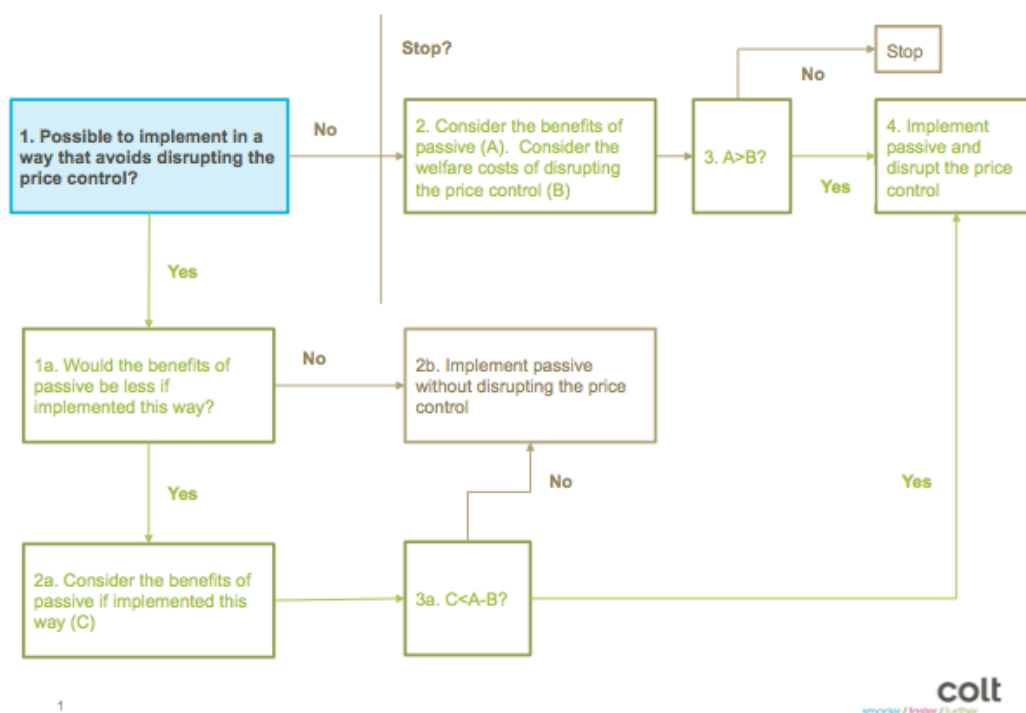 Stop?
Stop
No
1. Possible to implement in a
way that avoids disrupting the
price control?
No
2. Consider the benefits of
passive (A). Consider the
welfare costs of disrupting
the price control (B)
3. A>B?
Yes
4. Implement
passive and
disrupt the price
control
Yes
1a. Would the benefits of
passive be less if
implemented this way?
No
2b. Implement passive
without disrupting the price
control
Yes
No
Yes
2a. Consider the benefits of
passive if implemented this
way (C)
3a. C<A-B?
1
colt
smarter / faster / further